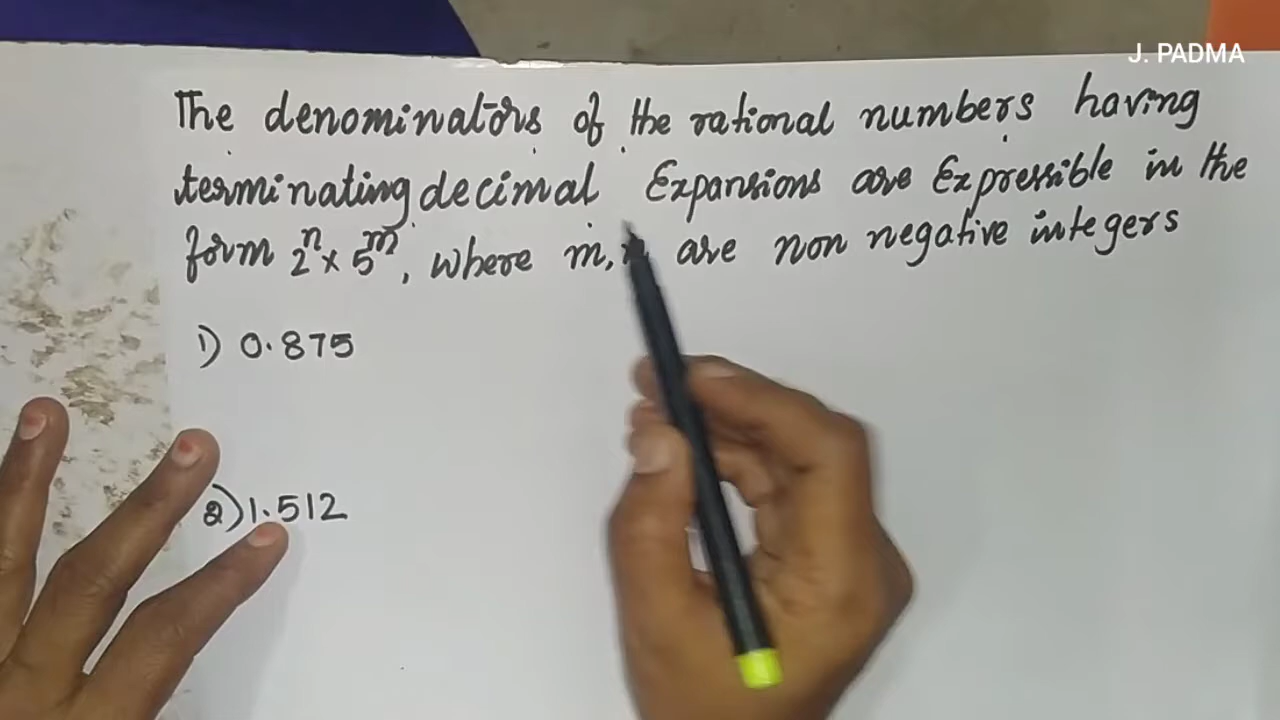 J. PADMA
The denominators of the rational numbers having
terminating decimal Expansions are Expressible in the
form 2ⁿ × 5ᵐ, where m,n are non negative integers
1) 0.875
2) 1.512